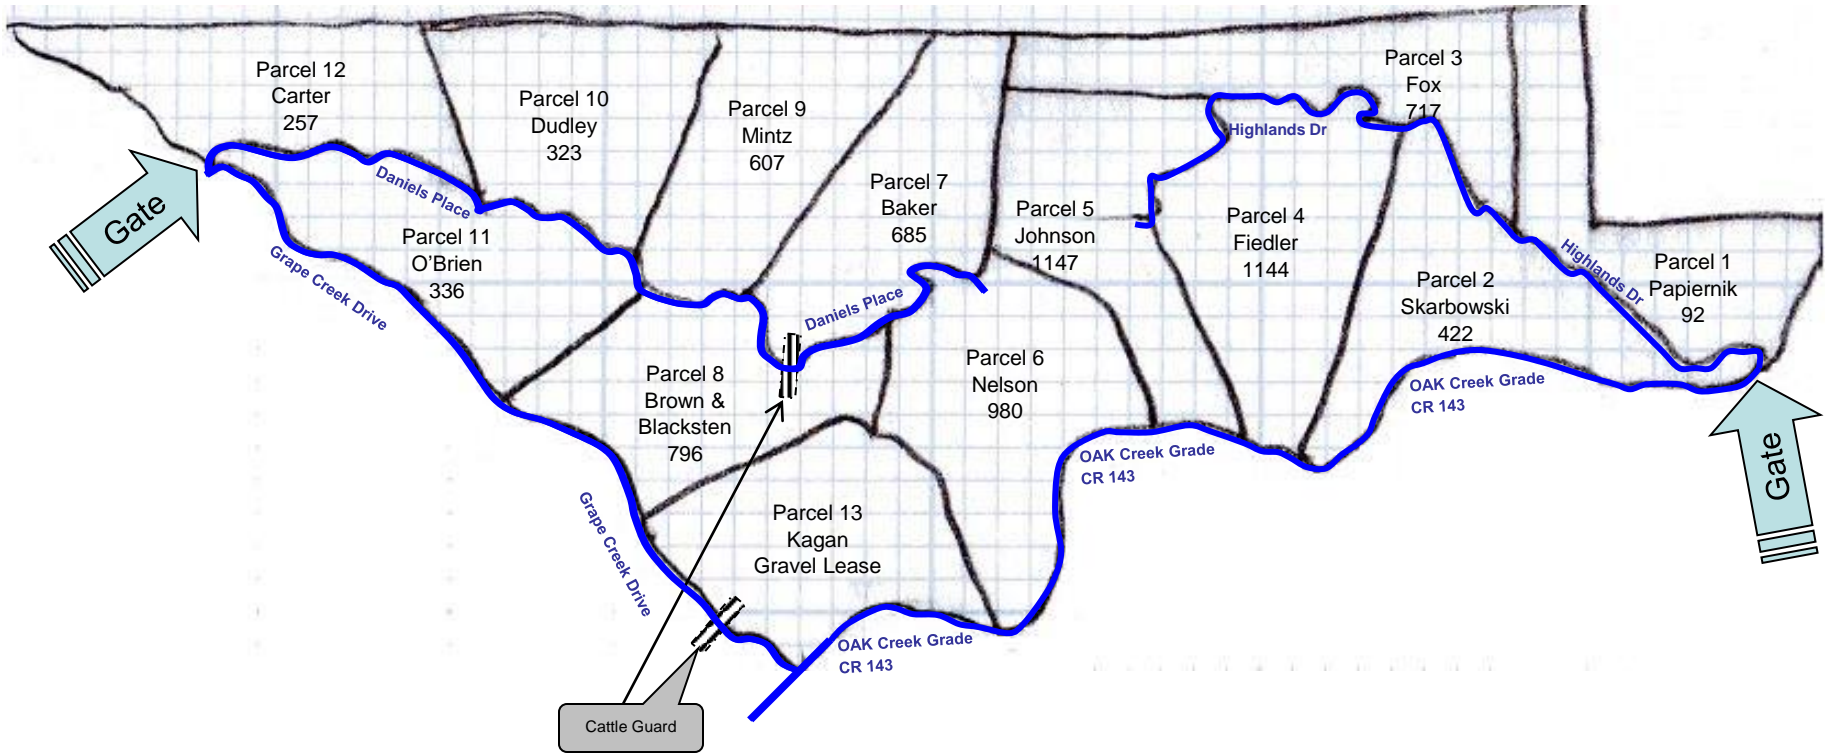 Parcel 12
Carter
257
Parcel 10
Dudley
323
Parcel 9
Mintz
607
Parcel 7
Baker
685
Parcel 5
Johnson
1147
Parcel 4
Fiedler
1144
Parcel 3
Fox
717
Highlands Dr
Parcel 2
Skarbowski
422
Highlands Dr
Parcel 1
Papiernik
92
Gate
Daniels Place
Parcel 11
O'Brien
336
Grape Creek Drive
Daniels Place
Parcel 8
Brown &
Blacksten
796
Parcel 6
Nelson
980
OAK Creek Grade
CR 143
OAK Creek Grade
CR 143
Gate
Grape Creek Drive
Parcel 13
Kagan
Gravel Lease
OAK Creek Grade
CR 143
Cattle Guard